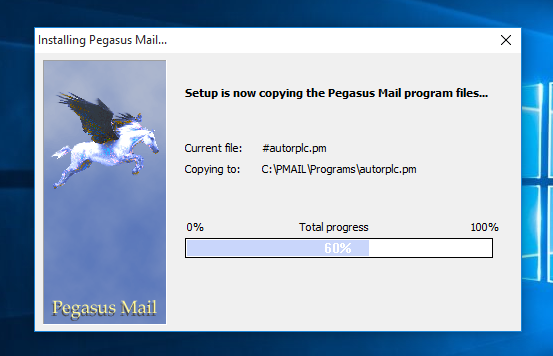 Installing Pegasus Mail...
Setup is now copying the Pegasus Mail program files...
Current file: #autorplc.pm
Copying to: C:\PMAIL\Programs\autorplc.pm
0% Total progress 100%
60%
Pegasus Mail